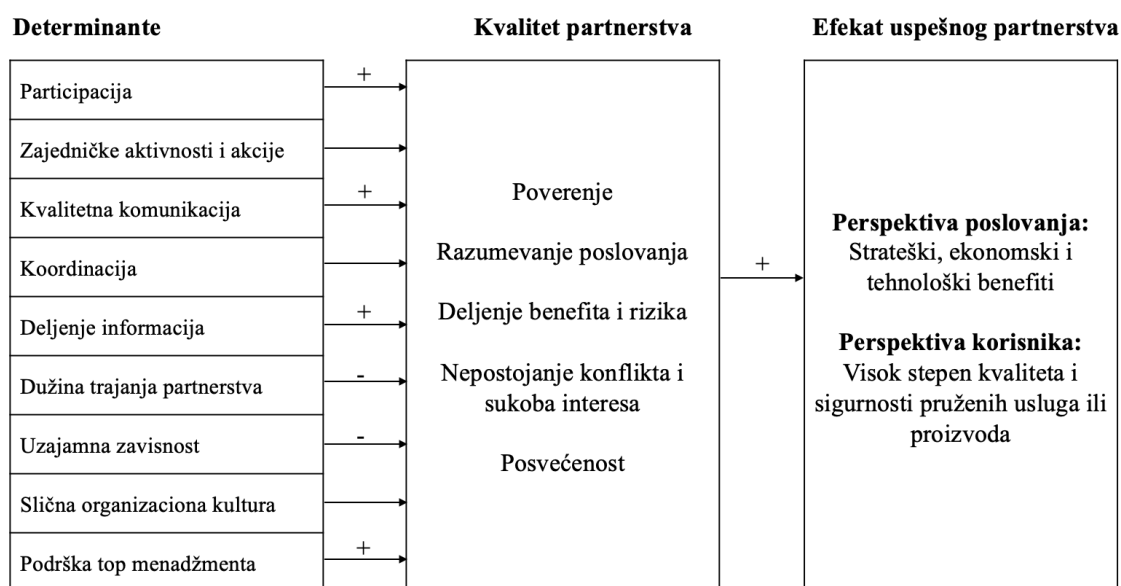 Determinante
Kvalitet partnerstva
Efekat uspešnog partnerstva
Participacija
+
Zajedničke aktivnosti i akcije
Kvalitetna komunikacija
+
Koordinacija
Deljenje informacija
+
Dužina trajanja partnerstva
-
Uzajamna zavisnost
-
Slična organizaciona kultura
Podrška top menadžmenta
+
Poverenje
Razumevanje poslovanja
Deljenje benefita i rizika
Nepostojanje konflikta i
sukoba interesa
Posvećenost
+
Perspektiva poslovanja:
Strateški, ekonomski i
tehnološki benefiti
Perspektiva korisnika:
Visok stepen kvaliteta i
sigurnosti pruženih usluga ili
proizvoda